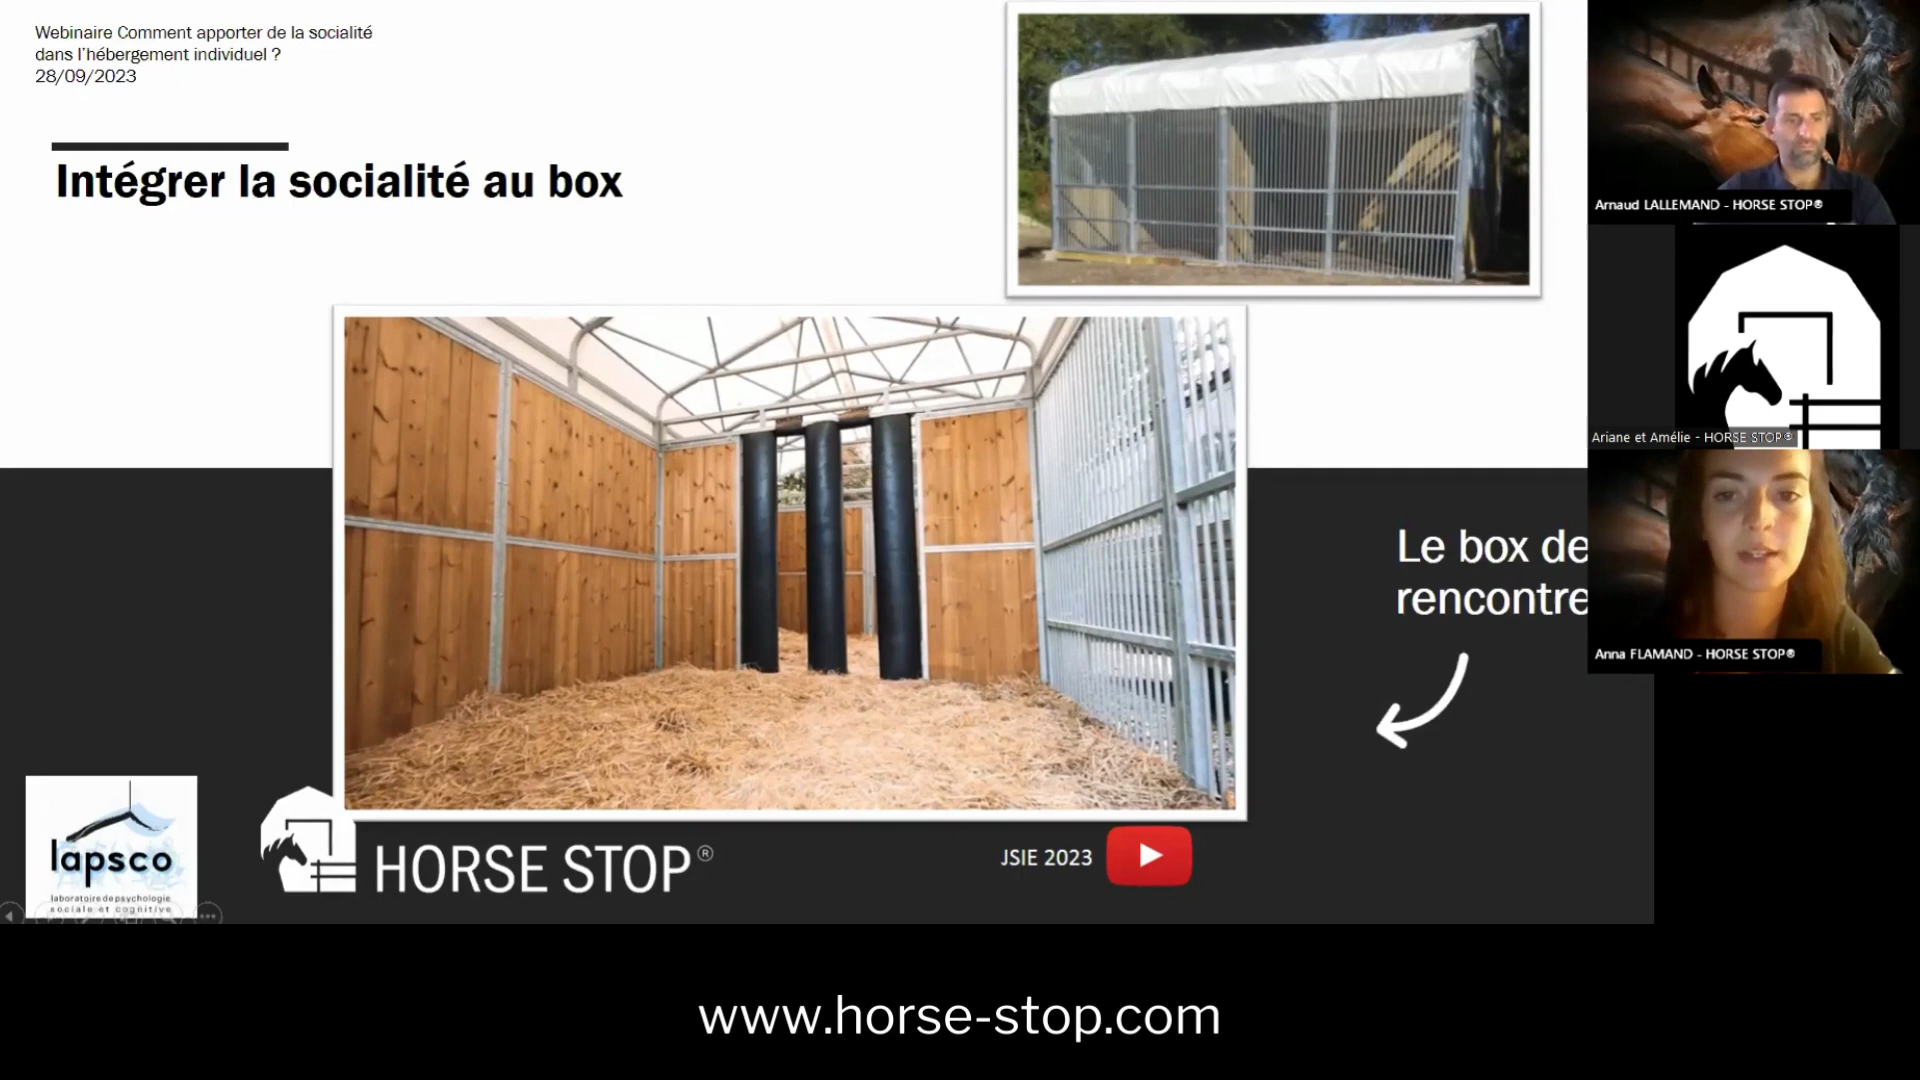 Webinaire Comment apporter de la socialité
dans l'hébergement individuel ?
28/09/2023
Intégrer la socialité au box
Arnaud LALLEMAND - HORSE STOP®
Ariane et Amélie - HORSE STOP®
Le box de
rencontre
Anna FLAMAND - HORSE STOP®
lapsco
laboratoire de psychologie
sociale et cognitive
HORSE STOP®
JSIE 2023
www.horse-stop.com